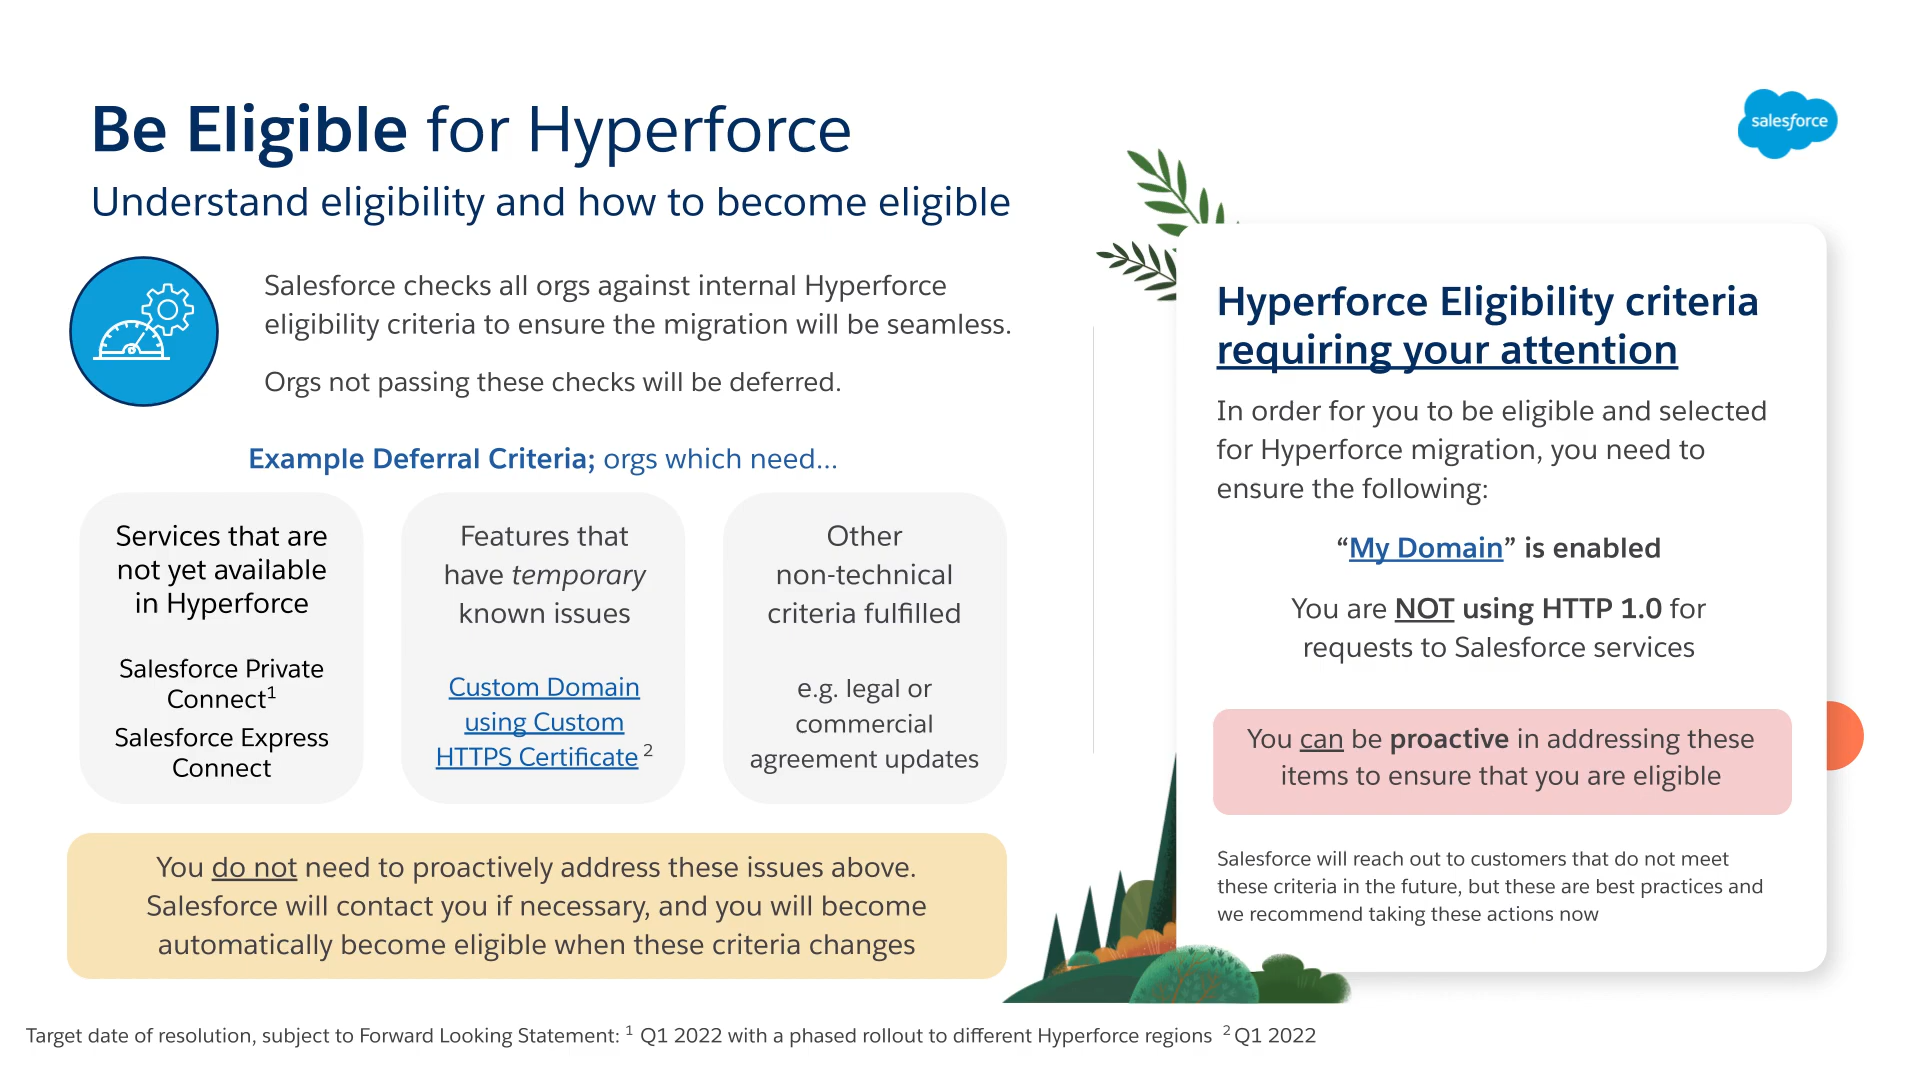 Be Eligible for Hyperforce
Understand eligibility and how to become eligible
salesforce
Salesforce checks all orgs against internal Hyperforce
eligibility criteria to ensure the migration will be seamless.
Orgs not passing these checks will be deferred.
Example Deferral Criteria; orgs which need...
Services that are
not yet available
in Hyperforce
Salesforce Private
Connect¹
Salesforce Express
Connect
Features that
have temporary
known issues
Custom Domain
using Custom
HTTPS Certificate ²
Other
non-technical
criteria fulfilled
e.g. legal or
commercial
agreement updates
You do not need to proactively address these issues above.
Salesforce will contact you if necessary, and you will become
automatically become eligible when these criteria changes
Hyperforce Eligibility criteria
requiring your attention
In order for you to be eligible and selected
for Hyperforce migration, you need to
ensure the following:
“My Domain” is enabled
You are NOT using HTTP 1.0 for
requests to Salesforce services
You can be proactive in addressing these
items to ensure that you are eligible
Salesforce will reach out to customers that do not meet
these criteria in the future, but these are best practices and
we recommend taking these actions now
Target date of resolution, subject to Forward Looking Statement: ¹ Q1 2022 with a phased rollout to different Hyperforce regions ² Q1 2022